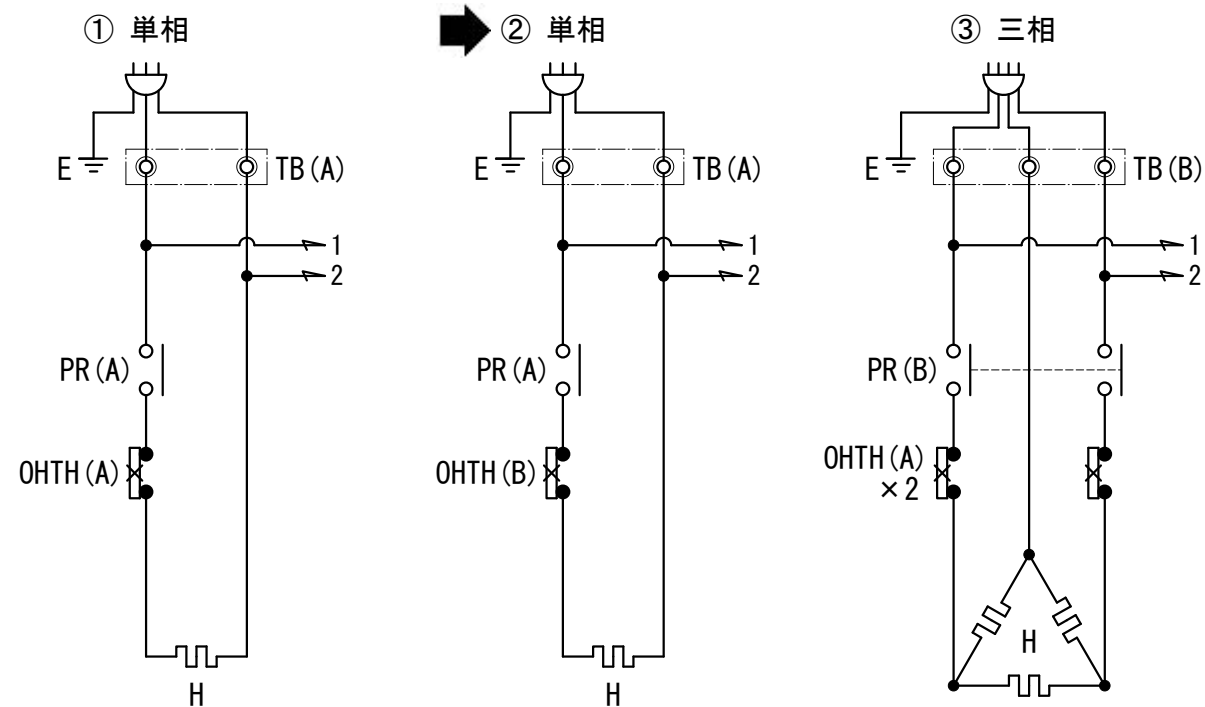 ① 単相
② 単相
③ 三相
E
TB(A)
E
TB(A)
E
TB(B)
1
2
1
2
1
2
PR(A)
PR(A)
PR(B)
OHTH(A)
OHTH(B)
OHTH(A)
×2
H
H
H